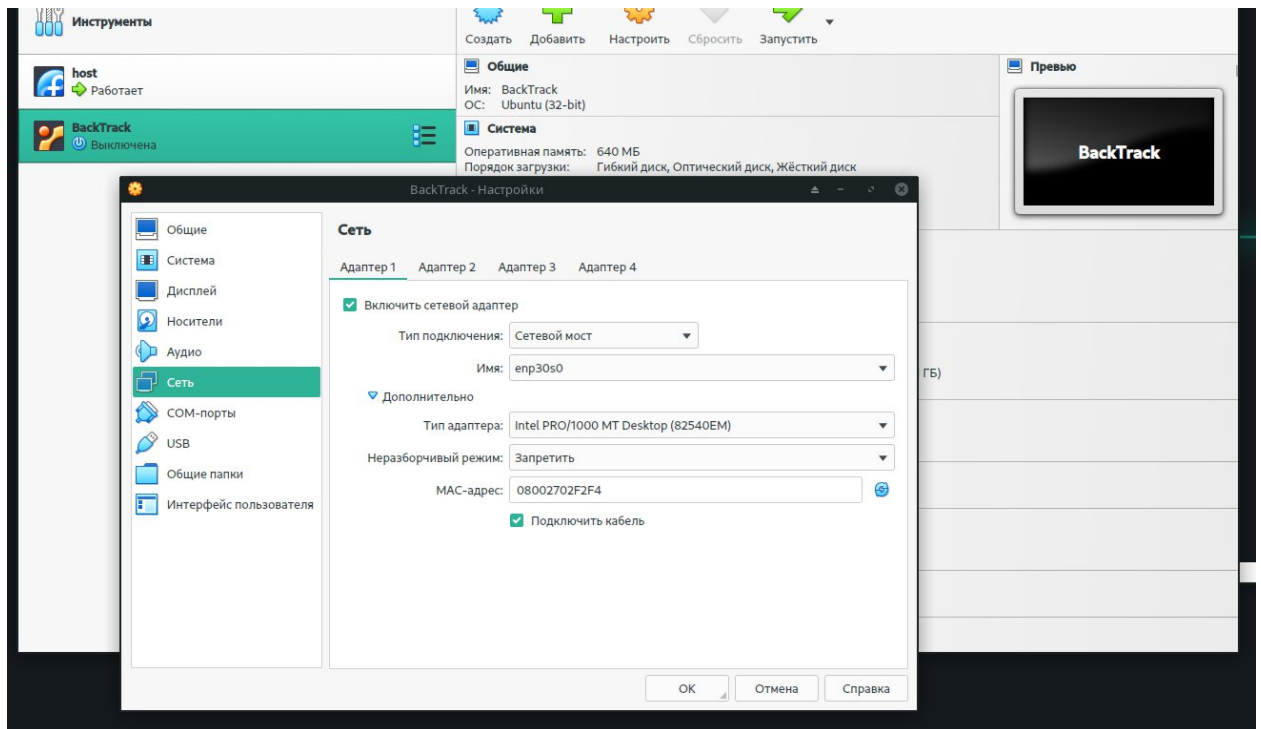 Инструменты
Создать Добавить Настроить Сбросить Запустить
host
Работает
BackTrack
Выключена
Общие
Имя: BackTrack
ОС: Ubuntu (32-bit)
Система
Оперативная память: 640 МБ
Порядок загрузки: Гибкий диск, Оптический диск, Жёсткий диск
Превью
BackTrack
ГБ)
BackTrack - Настройки
Общие
Система
Дисплей
Носители
Аудио
Сеть
COM-порты
USB
Общие папки
Интерфейс пользователя
Сеть
Адаптер 1 Адаптер 2 Адаптер 3 Адаптер 4
Включить сетевой адаптер
Тип подключения: Сетевой мост
Имя: enp30s0
Дополнительно
Тип адаптера: Intel PRO/1000 MT Desktop (82540EM)
Неразборчивый режим: Запретить
MAC-адрес: 08002702F2F4
Подключить кабель
OK Отмена Справка